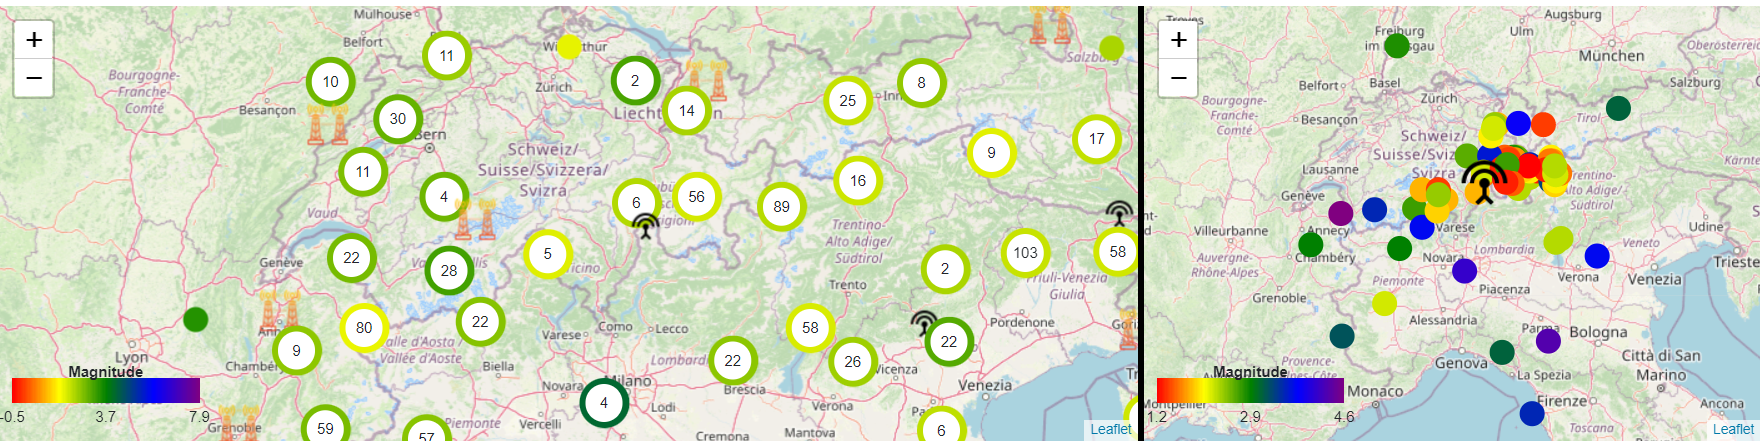 Mulhouse
Belfort
11
Winterthur
Salzburg
+
−
10
2
8
Bourgogne-
Franche-
Comté
Zürich
25
Besançon
30
Liechtenstein
14
Bern
17
Schweiz/
Suisse/Svizzera/
Svizra
9
11
16
4
6
56
89
Vaud
Trentino-
Alto Adige/
Südtirol
22
Genève
28
5
Ticino
2
103
58
Friuli-Venezia
Giulia
Trento
80
22
58
22
Pordenone
Como
Lecco
Varese
Valle d'Aosta /
Vallée d'Aoste
9
Lyon
Chambéry
Biella
Lombardia
22
26
Vicenza
Brescia
Magnitude
-0.5
3.7
7.9
Novara
Milano
4
Venezia
Lodi
Verona
Grenoble
59
57
Piemonte
Vercelli
Cremona
Mantova
6
Leaflet
Troyes
Augsburg
+
−
Freiburg
im Breisgau
Ulm
München
Belfort
Basel
Salzburg
Bourgogne-
Franche-
Comté
Zürich
Besançon
Tirol
Schweiz/
Suisse/Svizzera/
Svizra
Lausanne
Trentino-
Alto Adige/
Südtirol
Genève
Annecy
Villeurbanne
Varese
Udine
Chambéry
Lombardia
Veneto
Auvergne-
Rhône-Alpes
Novara
Trieste
Piemonte
Verona
Venezia
Grenoble
Piacenza
Alessandria
Parma
Bologna
Genova
Provence-
Città di San
Marino
Magnitude
1.2
2.9
4.6
La Spezia
Monaco
Montpellier
Firenze
Ancona
Toscana
Leaflet